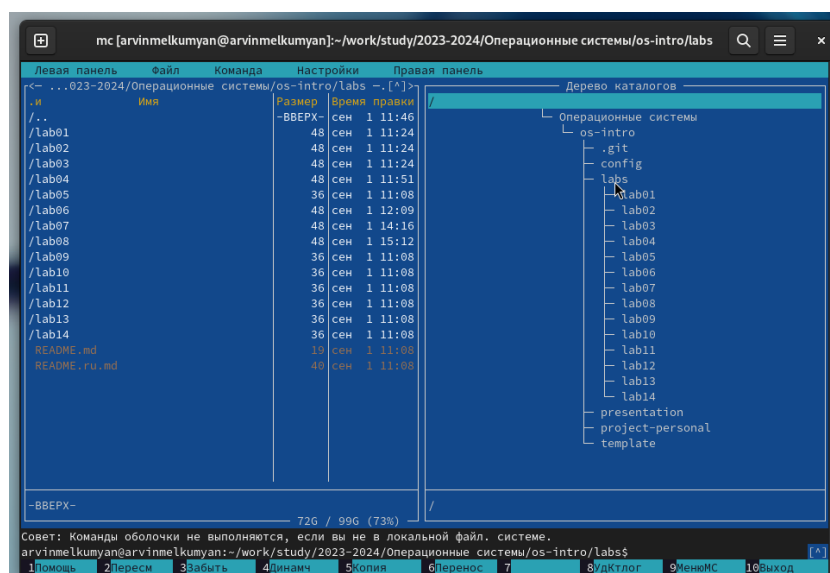 mc [arvinmelkumyan@arvinmelkumyan]:~/work/study/2023-2024/Операционные системы/os-intro/labs
Левая панель Файл Команда Настройки Правая панель
<— ...023-2024/Операционные системы/os-intro/labs —.[^]>
.и Имя Размер Время правки
/.. -ВВЕРХ- сен 1 11:46
/lab01 48 сен 1 11:24
/lab02 48 сен 1 11:24
/lab03 48 сен 1 11:24
/lab04 48 сен 1 11:51
/lab05 36 сен 1 11:08
/lab06 48 сен 1 12:09
/lab07 48 сен 1 14:16
/lab08 48 сен 1 15:12
/lab09 36 сен 1 11:08
/lab10 36 сен 1 11:08
/lab11 36 сен 1 11:08
/lab12 36 сен 1 11:08
/lab13 36 сен 1 11:08
/lab14 36 сен 1 11:08
README.md 19 сен 1 11:08
README.ru.md 40 сен 1 11:08
-ВВЕРХ-
72G / 99G (73%)
Дерево каталогов
/
Операционные системы
os-intro
.git
config
labs
lab01
lab02
lab03
lab04
lab05
lab06
lab07
lab08
lab09
lab10
lab11
lab12
lab13
lab14
presentation
project-personal
template
/
Совет: Команды оболочки не выполняются, если вы не в локальной файл. системе.
arvinmelkumyan@arvinmelkumyan:~/work/study/2023-2024/Операционные системы/os-intro/labs$ [^]
1Помощь 2Пересм 3Забыть 4Динамч 5Копия 6Перенос 7 8УдКтлог 9МенюМС 10Выход